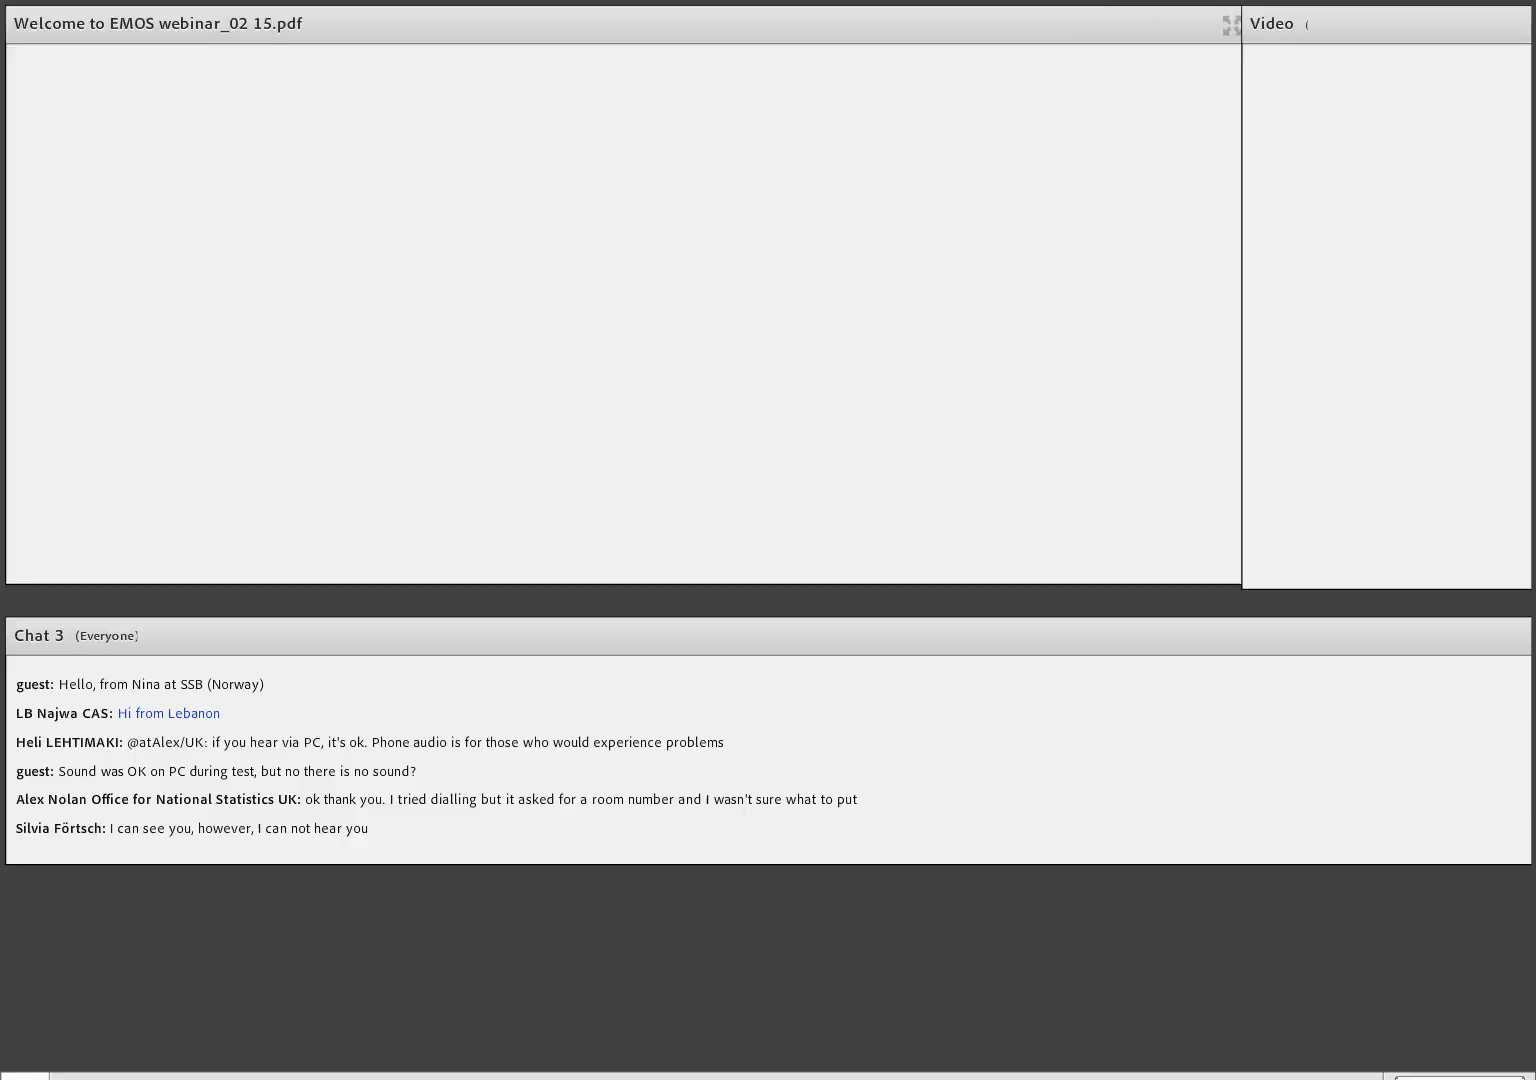 Welcome to EMOS webinar_02 15.pdf
Video (
Chat 3 (Everyone)
guest: Hello, from Nina at SSB (Norway)
LB Najwa CAS: Hi from Lebanon
Heli LEHTIMAKI: @atAlex/UK: if you hear via PC, it's ok. Phone audio is for those who would experience problems
guest: Sound was OK on PC during test, but no there is no sound?
Alex Nolan Office for National Statistics UK: ok thank you. I tried dialling but it asked for a room number and I wasn't sure what to put
Silvia Förtsch: I can see you, however, I can not hear you